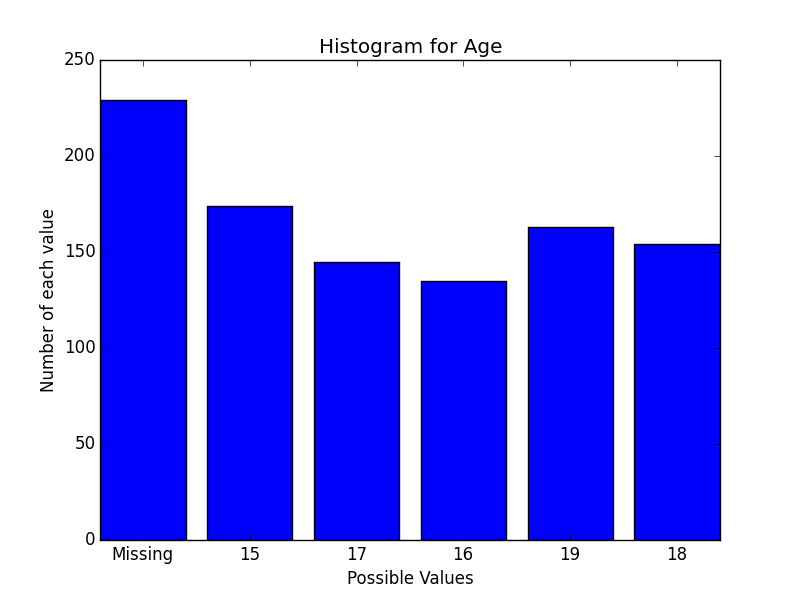 Histogram for Age
250
200
150
100
50
0
Number of each value
Missing 15 17 16 19 18
Possible Values